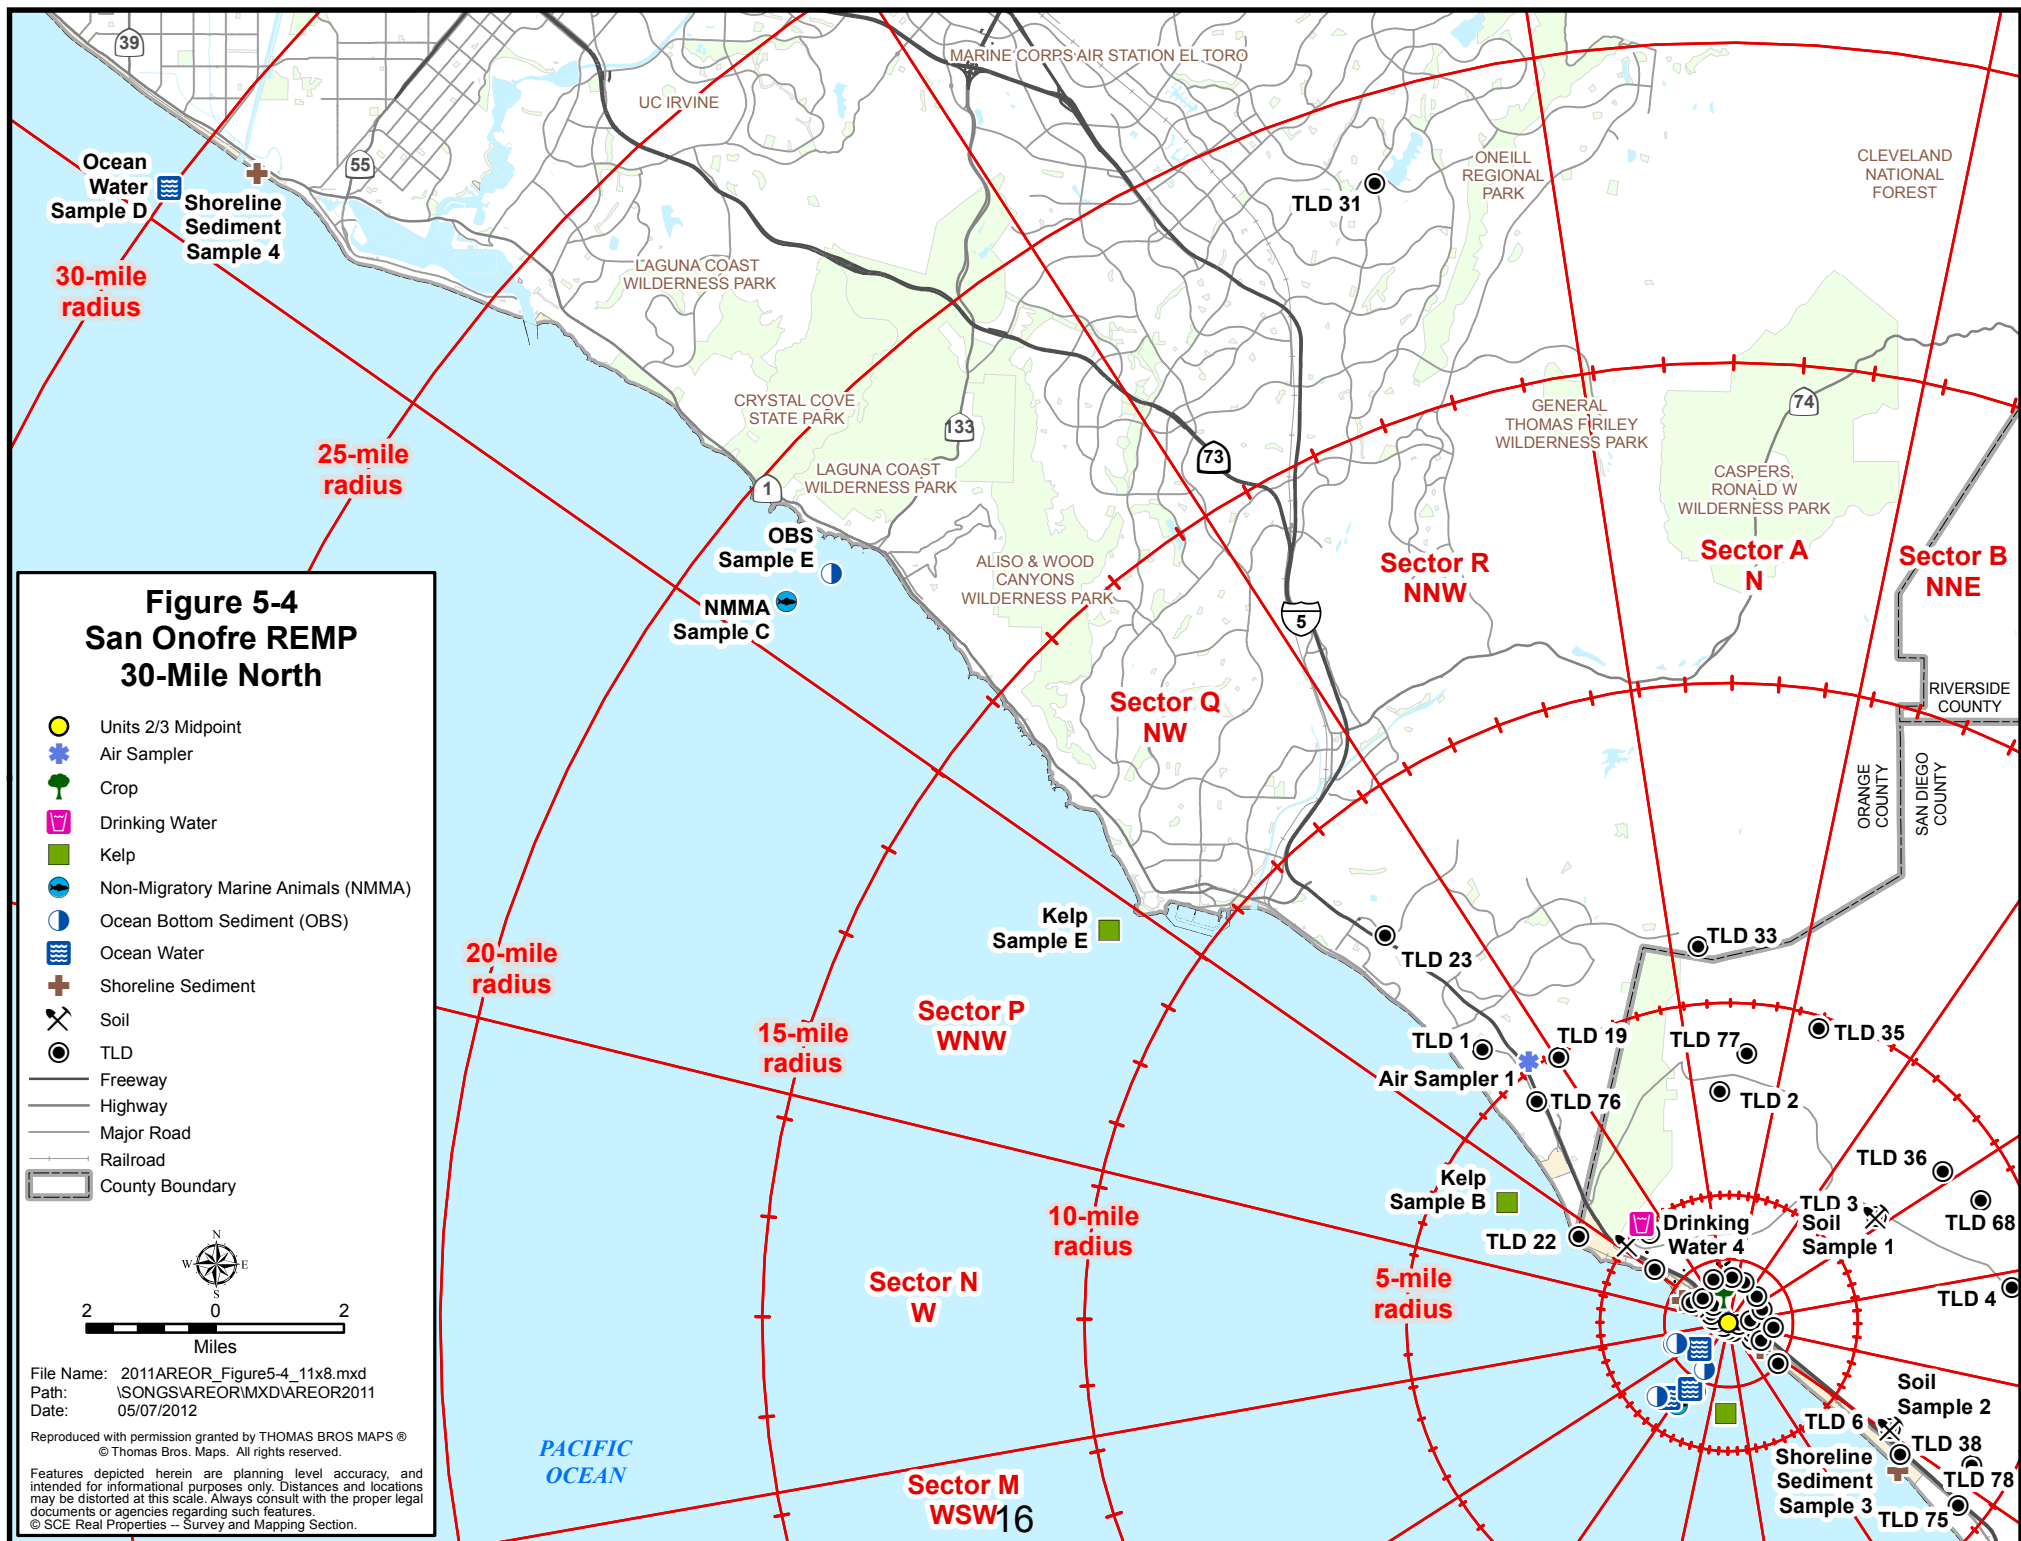 39
MARINE CORPS AIR STATION EL TORO
UC IRVINE
55
Ocean
Water
Sample D
Shoreline
Sediment
Sample 4
30-mile
radius
ONEILL
REGIONAL
PARK
CLEVELAND
NATIONAL
FOREST
TLD 31
LAGUNA COAST
WILDERNESS PARK
CRYSTAL COVE
STATE PARK
133
25-mile
radius
GENERAL
THOMAS F RILEY
WILDERNESS PARK
74
73
LAGUNA COAST
WILDERNESS PARK
1
CASPERS,
RONALD W
WILDERNESS PARK
OBS
Sample E
NMMA
Sample C
ALISO & WOOD
CANYONS
WILDERNESS PARK
Sector R
NNW
Sector A
N
Sector B
NNE
5
Sector Q
NW
RIVERSIDE
COUNTY
ORANGE
COUNTY
SAN DIEGO
COUNTY
Figure 5-4
San Onofre REMP
30-Mile North
Units 2/3 Midpoint
Air Sampler
Crop
Drinking Water
Kelp
Non-Migratory Marine Animals (NMMA)
Ocean Bottom Sediment (OBS)
Ocean Water
Shoreline Sediment
Soil
TLD
Freeway
Highway
Major Road
Railroad
County Boundary
N
W
E
S
2
0
2
Miles
File Name: 2011AREOR_Figure5-4_11x8.mxd
Path: \SONGS\AREOR\MXD\AREOR2011
Date: 05/07/2012
Reproduced with permission granted by THOMAS BROS MAPS ®
© Thomas Bros. Maps. All rights reserved.
Features depicted herein are planning level accuracy, and
intended for informational purposes only. Distances and locations
may be distorted at this scale. Always consult with the proper legal
documents or agencies regarding such features.
© SCE Real Properties -- Survey and Mapping Section.
Kelp
Sample E
20-mile
radius
Sector P
WNW
15-mile
radius
TLD 23
TLD 33
TLD 1
TLD 19
TLD 77
TLD 35
Air Sampler 1
TLD 76
TLD 2
Kelp
Sample B
TLD 36
TLD 3
TLD 68
10-mile
radius
TLD 22
Drinking
Water 4
Soil
Sample 1
Sector N
W
5-mile
radius
TLD 4
Soil
Sample 2
TLD 6
TLD 38
Shoreline
Sediment
Sample 3
TLD 78
TLD 75
PACIFIC
OCEAN
Sector M
WSW
16